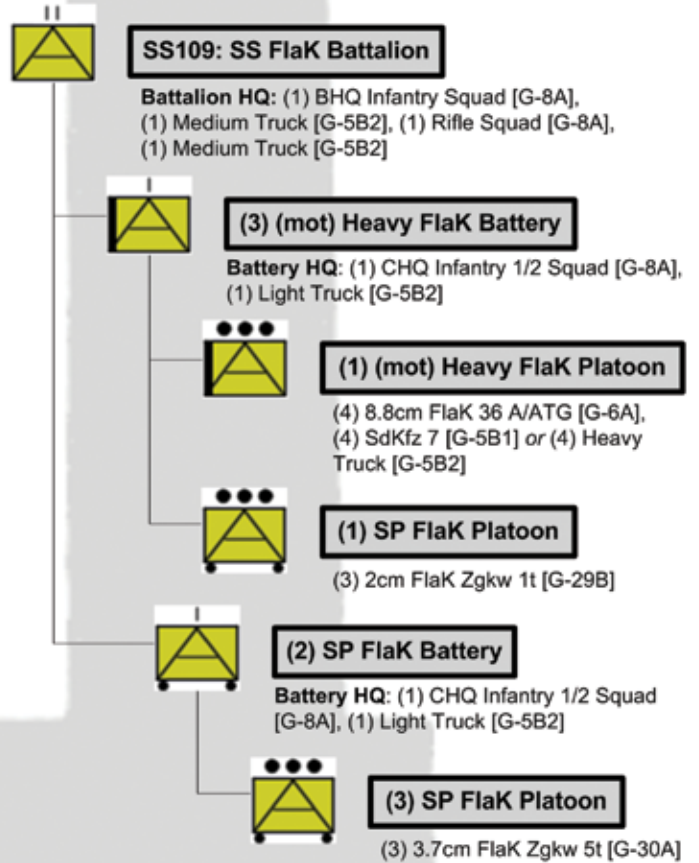 SS109: SS FlaK Battalion
Battalion HQ: (1) BHQ Infantry Squad [G-8A],
(1) Medium Truck [G-5B2], (1) Rifle Squad [G-8A],
(1) Medium Truck [G-5B2]
(3) (mot) Heavy FlaK Battery
Battery HQ: (1) CHQ Infantry 1/2 Squad [G-8A],
(1) Light Truck [G-5B2]
(1) (mot) Heavy FlaK Platoon
(4) 8.8cm FlaK 36 A/ATG [G-6A],
(4) SdKfz 7 [G-5B1] or (4) Heavy
Truck [G-5B2]
(1) SP FlaK Platoon
(3) 2cm FlaK Zgkw 1t [G-29B]
(2) SP FlaK Battery
Battery HQ: (1) CHQ Infantry 1/2 Squad
[G-8A], (1) Light Truck [G-5B2]
(3) SP FlaK Platoon
(3) 3.7cm FlaK Zgkw 5t [G-30A]